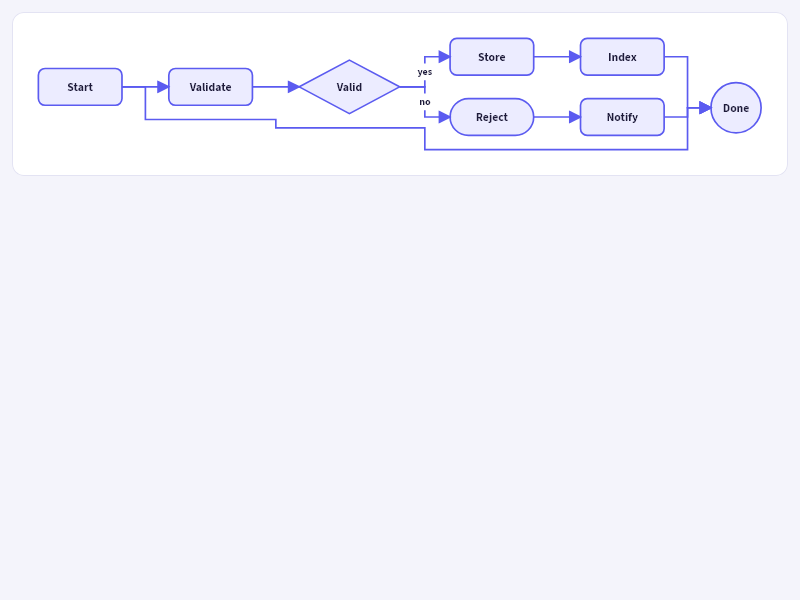 Start
Validate
Valid
yes
no
Store
Index
Reject
Notify
Done